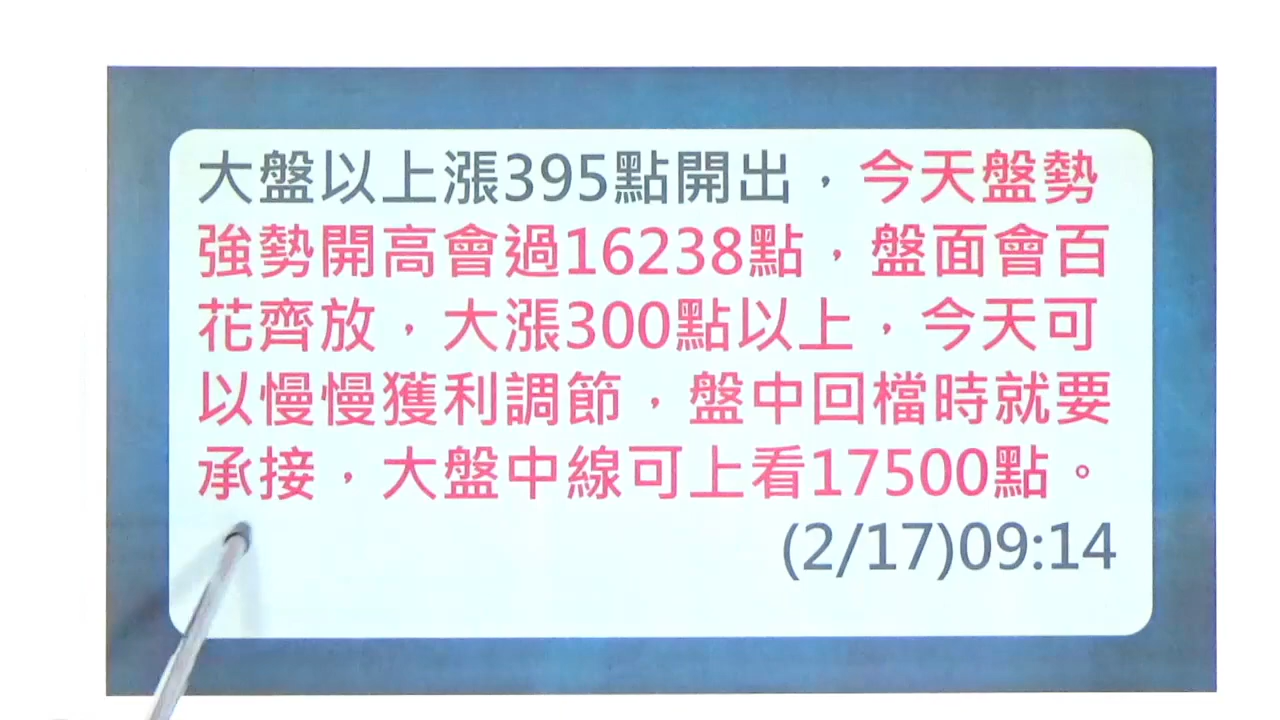 大盤以上漲395點開出，今天盤勢
強勢開高會過16238點，盤面會百
花齊放，大漲300點以上，今天可
以慢慢獲利調節，盤中回檔時就要
承接，大盤中線可上看17500點。
(2/17)09:14